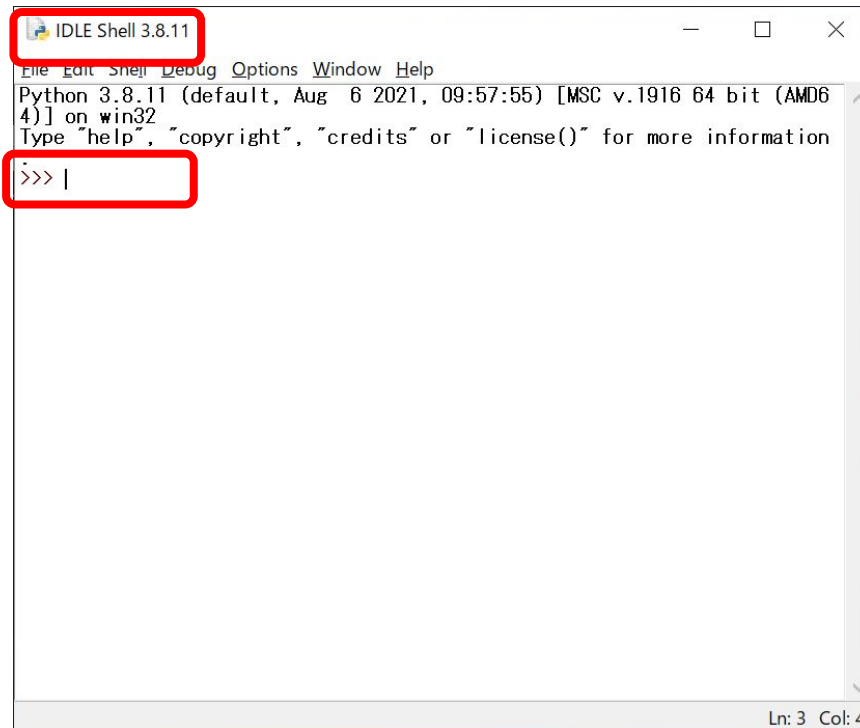 IDLE Shell 3.8.11
File Edit Shell Debug Options Window Help
Python 3.8.11 (default, Aug  6 2021, 09:57:55) [MSC v.1916 64 bit (AMD6
4)] on win32
Type "help", "copyright", "credits" or "license()" for more information
.
>>>
Ln: 3 Col: 4